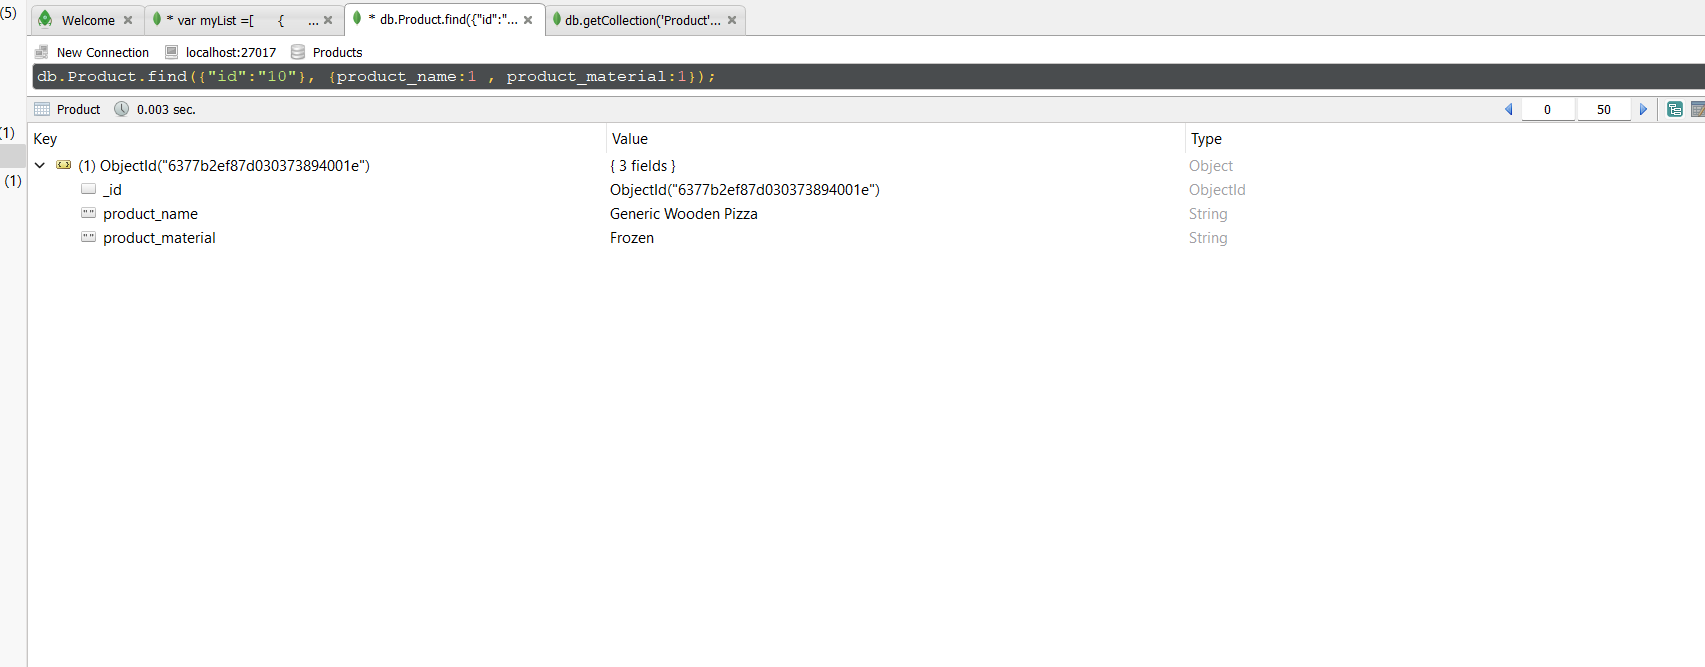 (5)
Welcome
* var myList =[ { ...
* db.Product.find({"id":"...
db.getCollection('Product'...
New Connection localhost:27017 Products
db.Product.find({"id":"10"}, {product_name:1 , product_material:1});
Product 0.003 sec. 0 50
(1)
(1)
Key Value Type
(1) ObjectId("6377b2ef87d030373894001e") { 3 fields } Object
_id ObjectId("6377b2ef87d030373894001e") ObjectId
product_name Generic Wooden Pizza String
product_material Frozen String